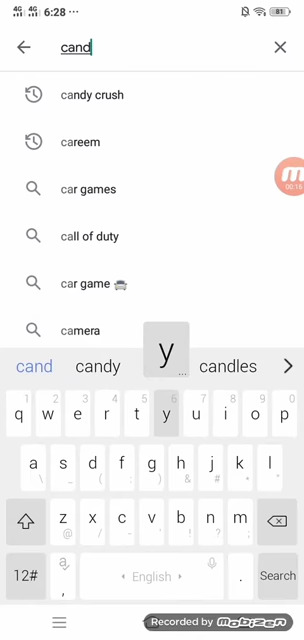 4G 4G 6:28 ... 81
cand
candy crush
careem
car games
00:16
call of duty
car game
camera
y
...
cand candy candles
1 2 3 4 5 6 7 8 9 0
q w e r t y u i o p
a s d f g h j k l
\ _ ( : ) & # * "
z x c v b n m
@ / - ' ! ? ;
12# a , English . Search
Recorded by mobizen